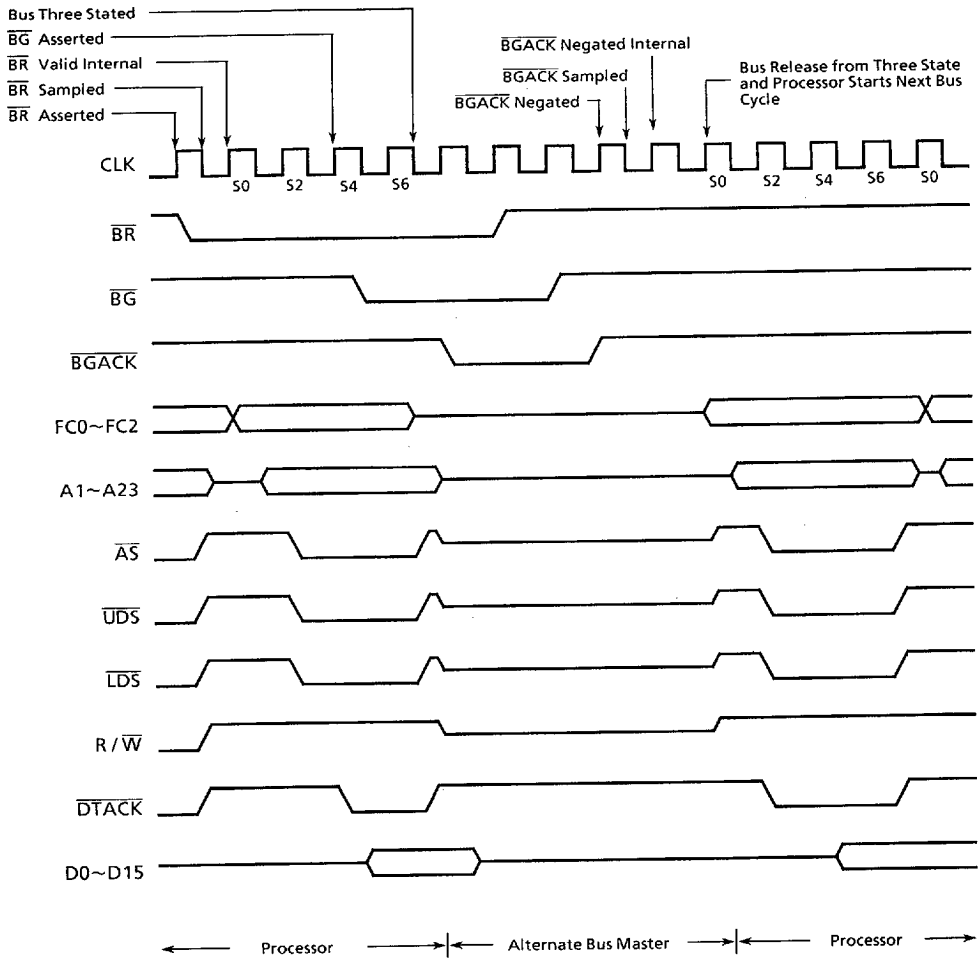 Bus Three Stated
BG Asserted
BR Valid Internal
BR Sampled
BR Asserted
BGACK Negated Internal
BGACK Sampled
BGACK Negated
Bus Release from Three State
and Processor Starts Next Bus
Cycle
CLK
S0 S2 S4 S6 S0 S2 S4 S6 S0
BR
BG
BGACK
FC0~FC2
A1~A23
AS
UDS
LDS
R/W
DTACK
D0~D15
Processor Alternate Bus Master Processor